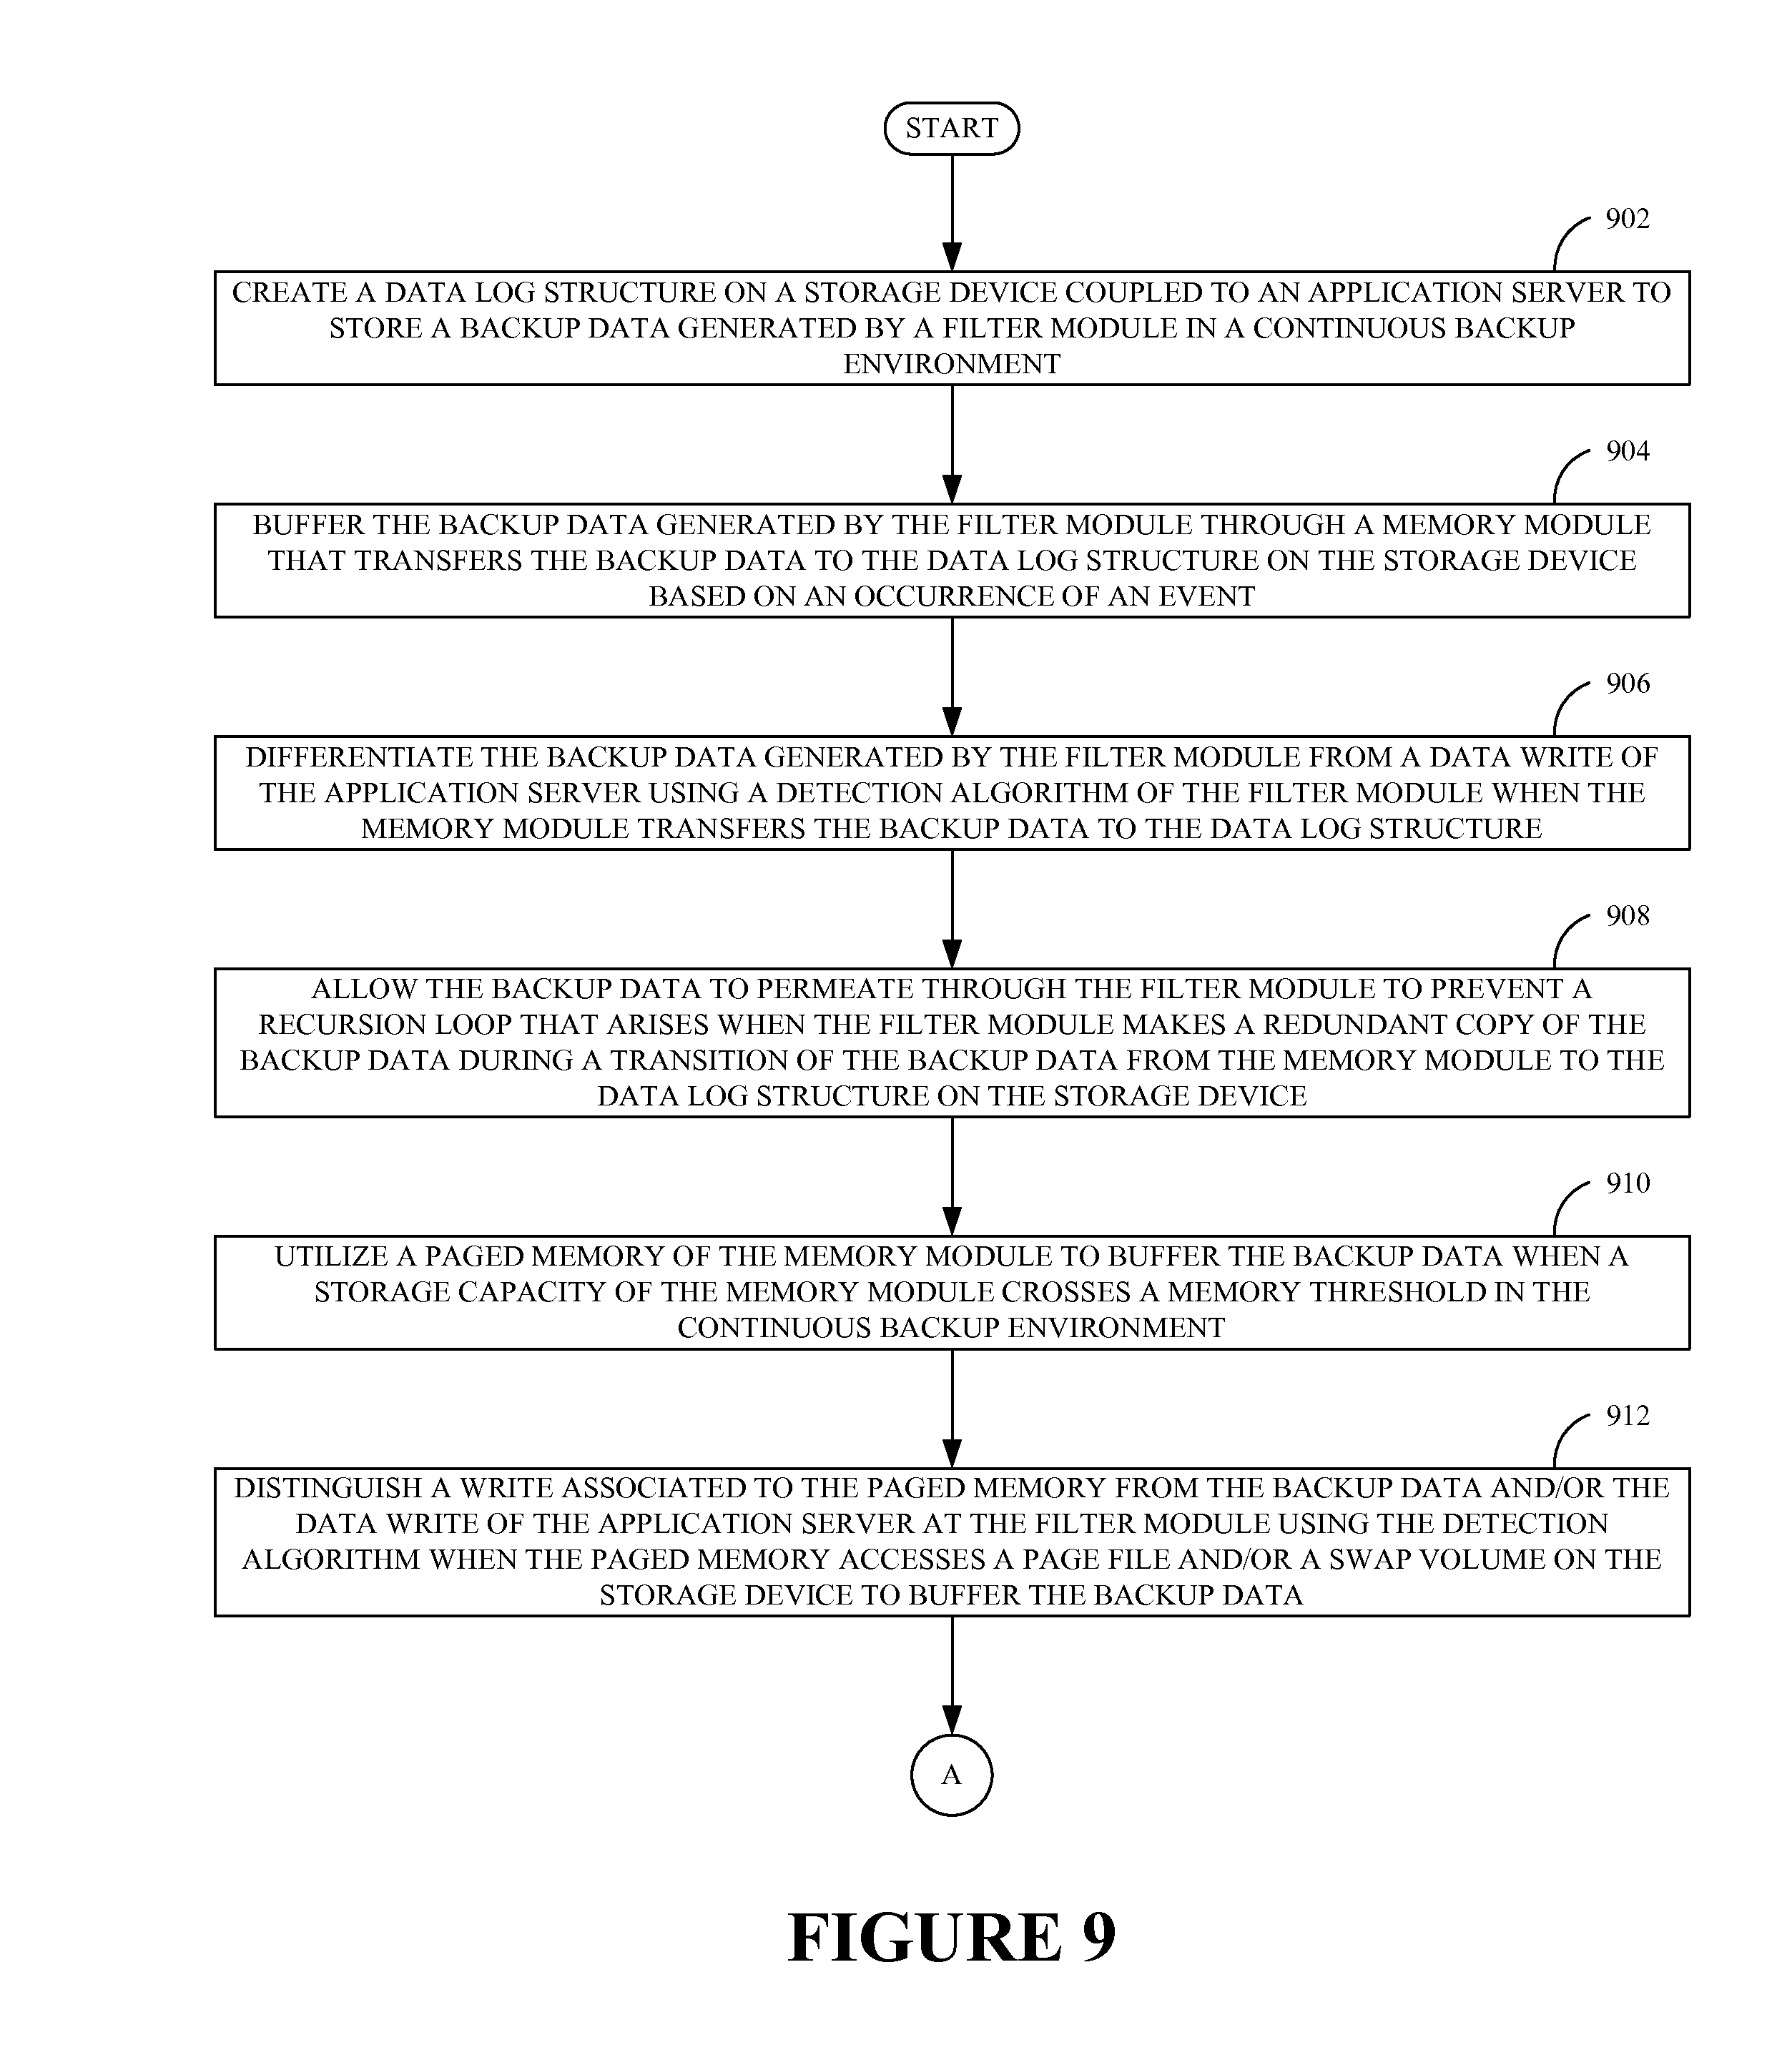 START
902
CREATE A DATA LOG STRUCTURE ON A STORAGE DEVICE COUPLED TO AN APPLICATION SERVER TO
STORE A BACKUP DATA GENERATED BY A FILTER MODULE IN A CONTINUOUS BACKUP
ENVIRONMENT
904
BUFFER THE BACKUP DATA GENERATED BY THE FILTER MODULE THROUGH A MEMORY MODULE
THAT TRANSFERS THE BACKUP DATA TO THE DATA LOG STRUCTURE ON THE STORAGE DEVICE
BASED ON AN OCCURRENCE OF AN EVENT
906
DIFFERENTIATE THE BACKUP DATA GENERATED BY THE FILTER MODULE FROM A DATA WRITE OF
THE APPLICATION SERVER USING A DETECTION ALGORITHM OF THE FILTER MODULE WHEN THE
MEMORY MODULE TRANSFERS THE BACKUP DATA TO THE DATA LOG STRUCTURE
908
ALLOW THE BACKUP DATA TO PERMEATE THROUGH THE FILTER MODULE TO PREVENT A
RECURSION LOOP THAT ARISES WHEN THE FILTER MODULE MAKES A REDUNDANT COPY OF THE
BACKUP DATA DURING A TRANSITION OF THE BACKUP DATA FROM THE MEMORY MODULE TO THE
DATA LOG STRUCTURE ON THE STORAGE DEVICE
910
UTILIZE A PAGED MEMORY OF THE MEMORY MODULE TO BUFFER THE BACKUP DATA WHEN A
STORAGE CAPACITY OF THE MEMORY MODULE CROSSES A MEMORY THRESHOLD IN THE
CONTINUOUS BACKUP ENVIRONMENT
912
DISTINGUISH A WRITE ASSOCIATED TO THE PAGED MEMORY FROM THE BACKUP DATA AND/OR THE
DATA WRITE OF THE APPLICATION SERVER AT THE FILTER MODULE USING THE DETECTION
ALGORITHM WHEN THE PAGED MEMORY ACCESSES A PAGE FILE AND/OR A SWAP VOLUME ON THE
STORAGE DEVICE TO BUFFER THE BACKUP DATA
A
FIGURE 9